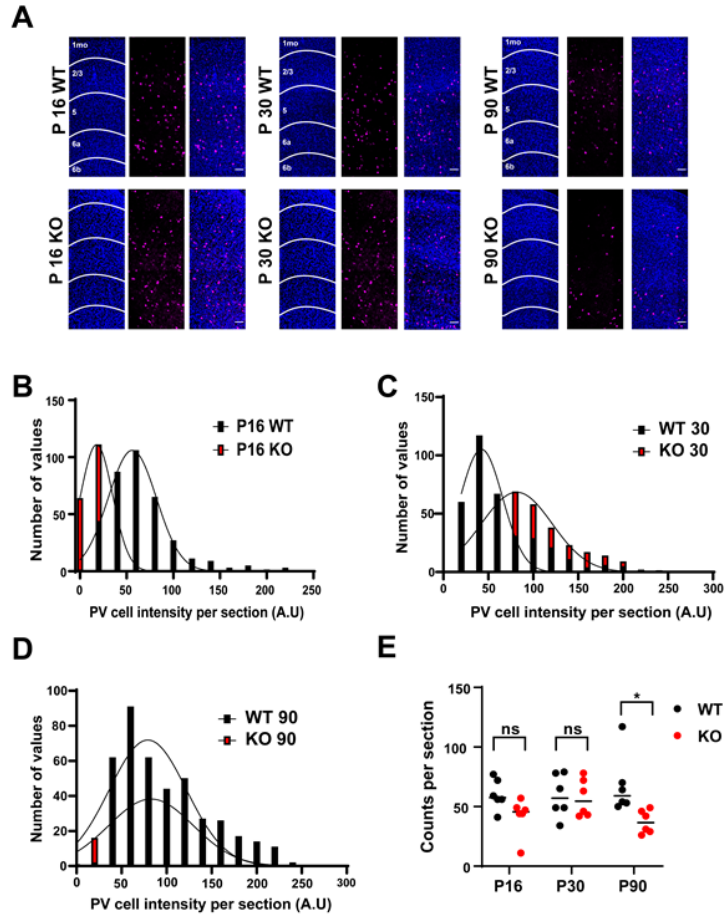 A
P 16 WT
1mo
2/3
5
6a
6b
P 30 WT
1mo
2/3
5
6a
6b
P 90 WT
1mo
2/3
5
6a
6b
P 16 KO
P 30 KO
P 90 KO
B
Number of values
150
100
50
0
0 50 100 150 200 250
PV cell intensity per section (A.U)
P16 WT
P16 KO
C
Number of values
150
100
50
0
0 50 100 150 200 250 300
PV cell intensity per section (A.U)
WT 30
KO 30
D
Number of values
100
80
60
40
20
0
0 50 100 150 200 250 300
PV cell intensity per section (A.U)
WT 90
KO 90
E
Counts per section
150
100
50
0
ns
ns
*
P16 P30 P90
WT
KO